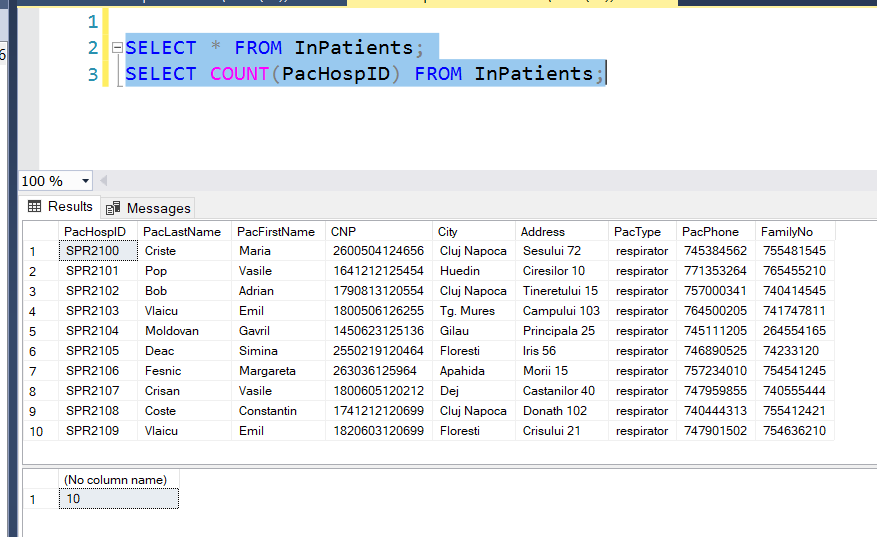 1
2 SELECT * FROM InPatients;
3 SELECT COUNT(PacHospID) FROM InPatients;
100 %
Results Messages
PacHospID PacLastName PacFirstName CNP City Address PacType PacPhone FamilyNo
1 SPR2100 Criste Maria 2600504124656 Cluj Napoca Sesului 72 respirator 745384562 755481545
2 SPR2101 Pop Vasile 1641212125454 Huedin Ciresilor 10 respirator 771353264 765455210
3 SPR2102 Bob Adrian 1790813120554 Cluj Napoca Tineretului 15 respirator 757000341 740414545
4 SPR2103 Vlaicu Emil 1800506126255 Tg. Mures Campului 103 respirator 764500205 741747811
5 SPR2104 Moldovan Gavril 1450623125136 Gilau Principala 25 respirator 745111205 264554165
6 SPR2105 Deac Simina 2550219120464 Floresti Iris 56 respirator 746890525 74233120
7 SPR2106 Fesnic Margareta 263036125964 Apahida Morii 15 respirator 757234010 754541245
8 SPR2107 Crisan Vasile 1800605120212 Dej Castanilor 40 respirator 747959855 740555444
9 SPR2108 Coste Constantin 1741212120699 Cluj Napoca Donath 102 respirator 740444313 755412421
10 SPR2109 Vlaicu Emil 1820603120699 Floresti Crisului 21 respirator 747901502 754636210
(No column name)
1 10